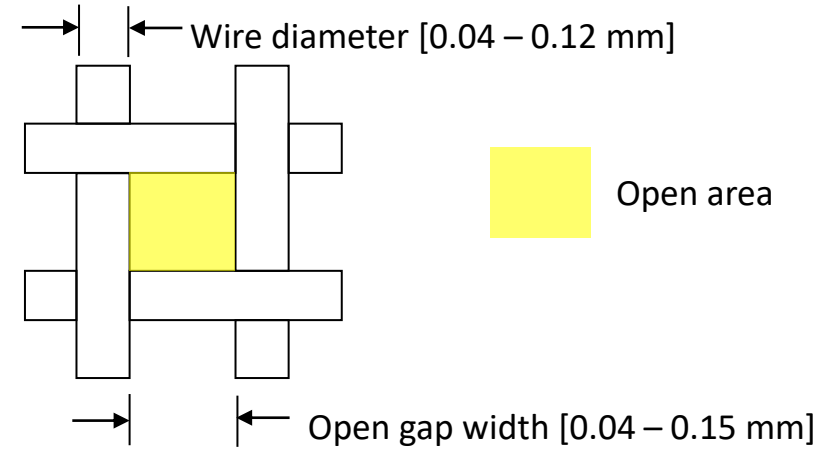 Wire diameter [0.04 – 0.12 mm]
Open area
Open gap width [0.04 – 0.15 mm]